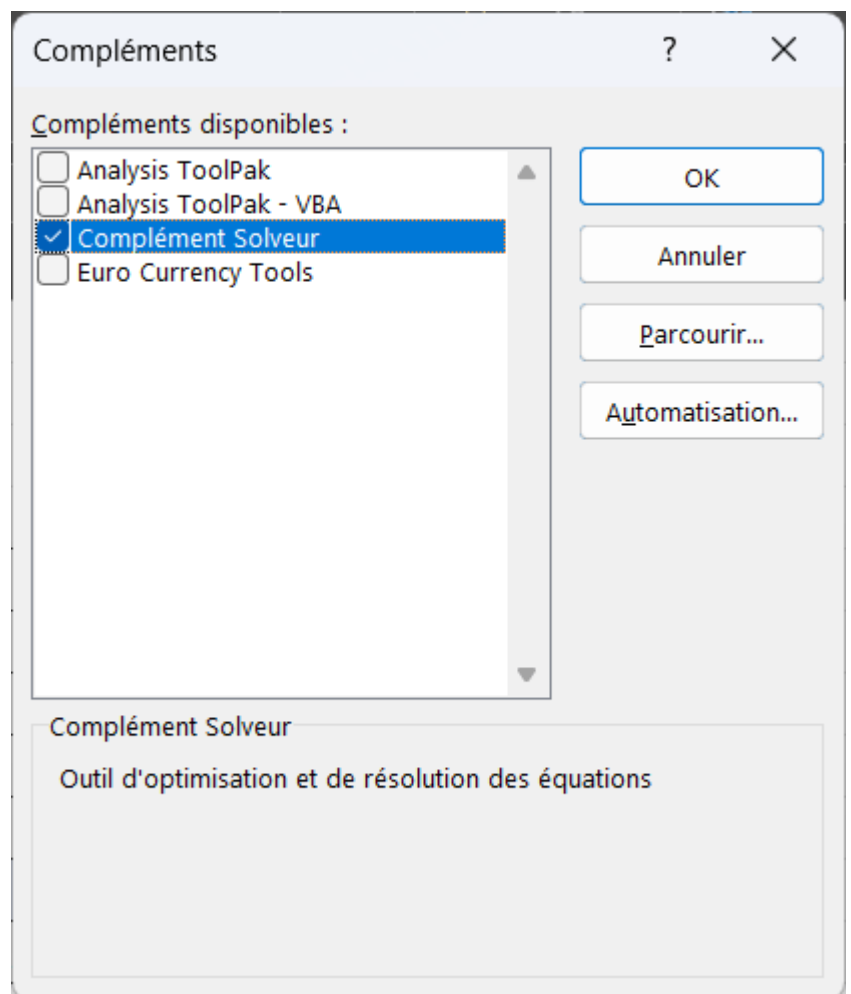 Compléments
?
Compléments disponibles :
Analysis ToolPak
Analysis ToolPak - VBA
Complément Solveur
Euro Currency Tools
OK
Annuler
Parcourir...
Automatisation...
Complément Solveur
Outil d'optimisation et de résolution des équations